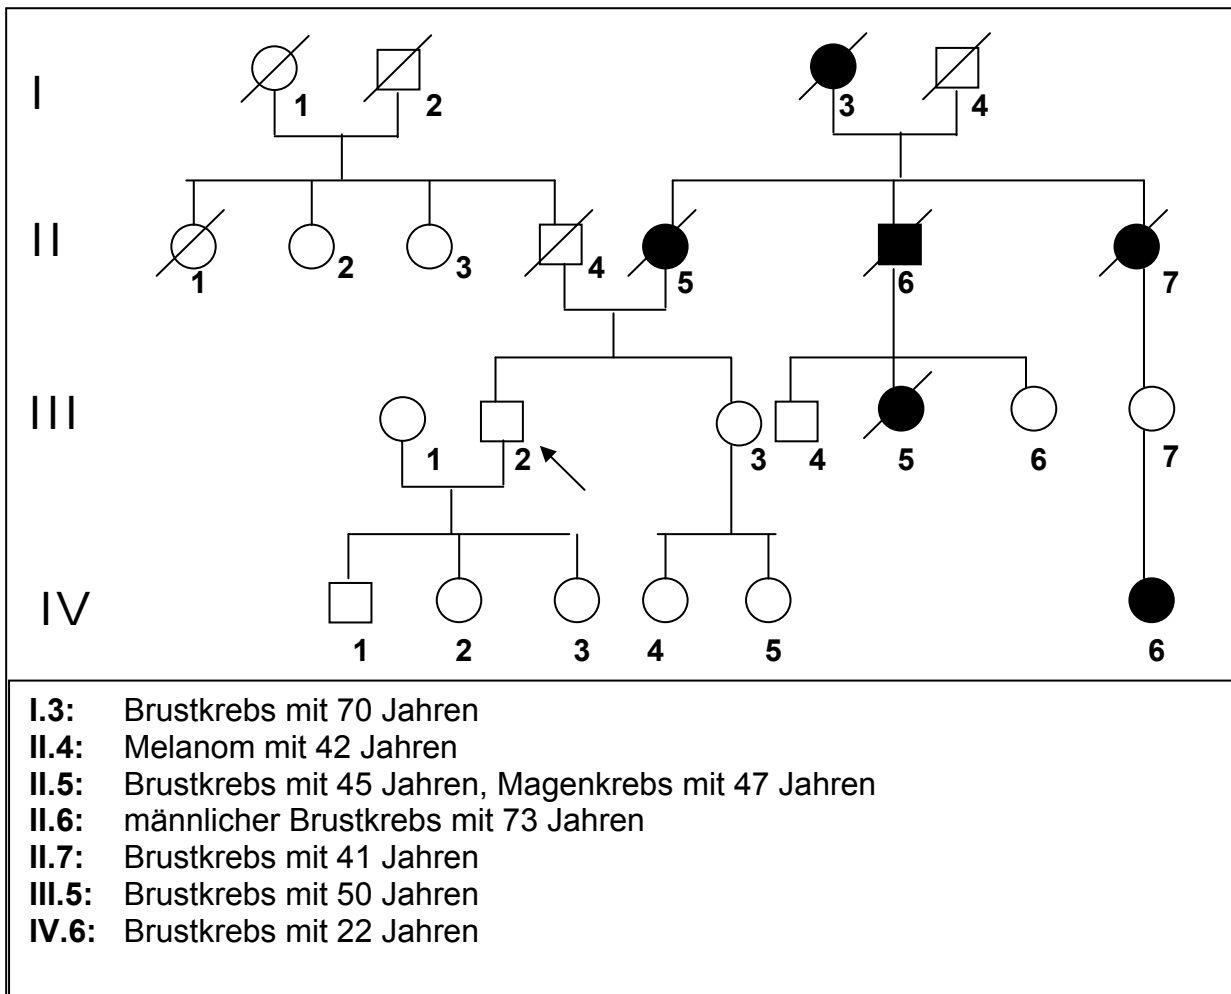 I
1 2 3 4
II
1 2 3 4 5 6 7
III
1 2 3 4 5 6 7
IV
1 2 3 4 5 6
I.3: Brustkrebs mit 70 Jahren
II.4: Melanom mit 42 Jahren
II.5: Brustkrebs mit 45 Jahren, Magenkrebs mit 47 Jahren
II.6: männlicher Brustkrebs mit 73 Jahren
II.7: Brustkrebs mit 41 Jahren
III.5: Brustkrebs mit 50 Jahren
IV.6: Brustkrebs mit 22 Jahren